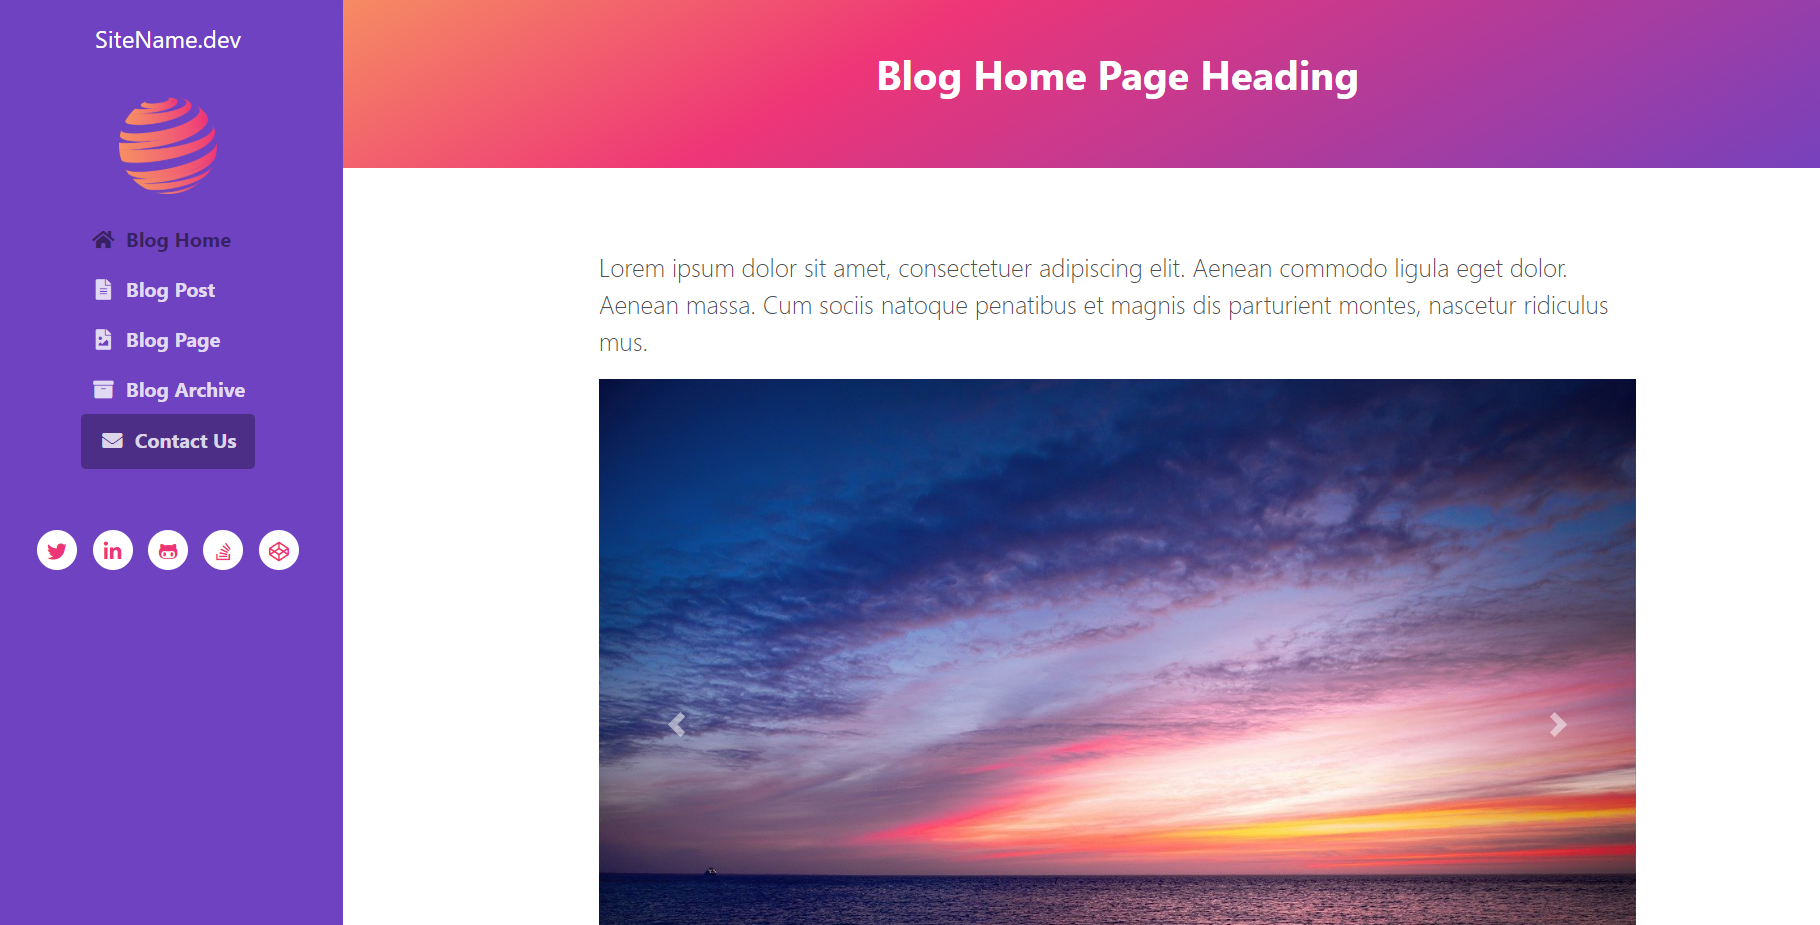 SiteName.dev
Blog Home
Blog Post
Blog Page
Blog Archive
Contact Us
Blog Home Page Heading
Lorem ipsum dolor sit amet, consectetuer adipiscing elit. Aenean commodo ligula eget dolor.
Aenean massa. Cum sociis natoque penatibus et magnis dis parturient montes, nascetur ridiculus
mus.